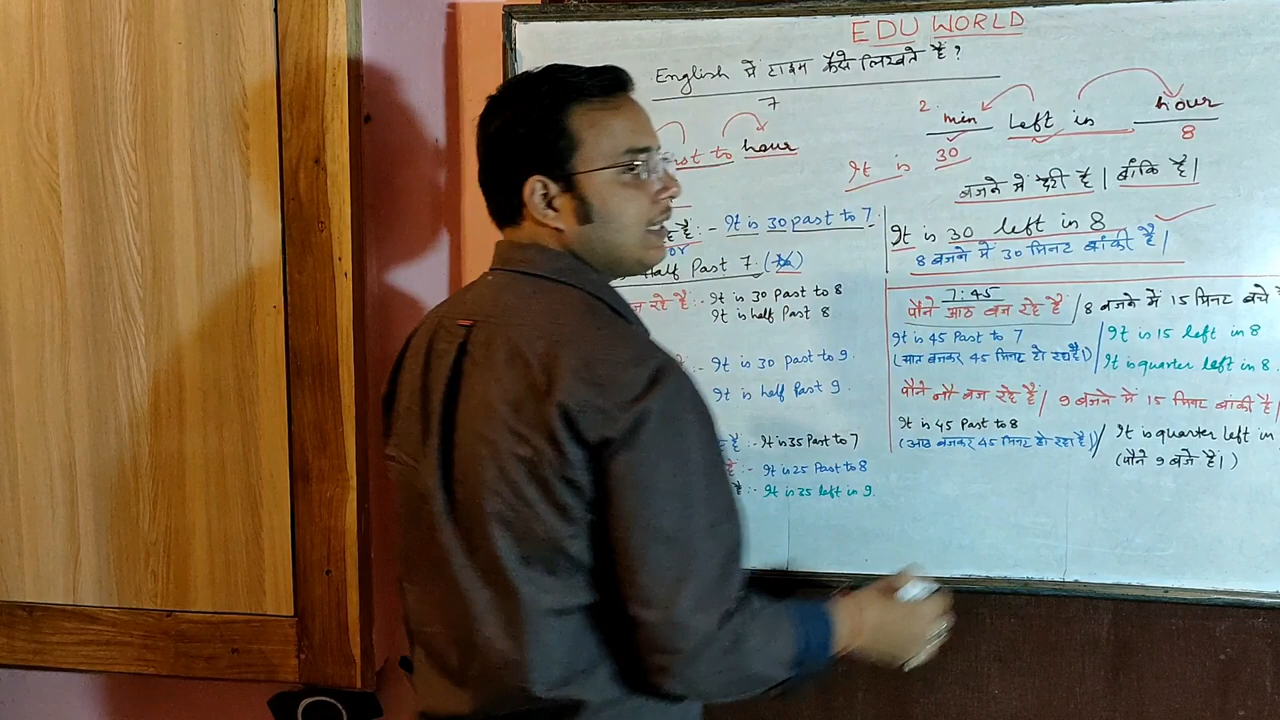 EDU WORLD
English में टाइम कैसे लिखते हैं?
7
past to hour
2. min left in hour
8
It is 30
बजने में देरी है | बाकि है |
है :- It is 30 past to 7.
or
Half Past 7.
It is 30 left in 8
8 बजने में 30 मिनट बांकी है |
बज रहे है :- It is 30 Past to 8
It is half Past 8
:- It is 30 past to 9.
It is half Past 9.
है :- It is 35 Past to 7
है :- It is 25 Past to 8
है :- It is 35 left in 9.
7:45
पौने आठ बज रहे है / 8 बजने में 15 मिनट बचे है
It is 45 Past to 7 / It is 15 left in 8
(सात बजकर 45 मिनट हो रहा है।) It is quarter left in 8.
पौने नौ बज रहे है / 9 बजने में 15 मिनट बांकी है |
It is 45 Past to 8 / It is quarter left in
(आठ बजकर 45 मिनट हो रहा है।) (पौने 9 बजे है।)